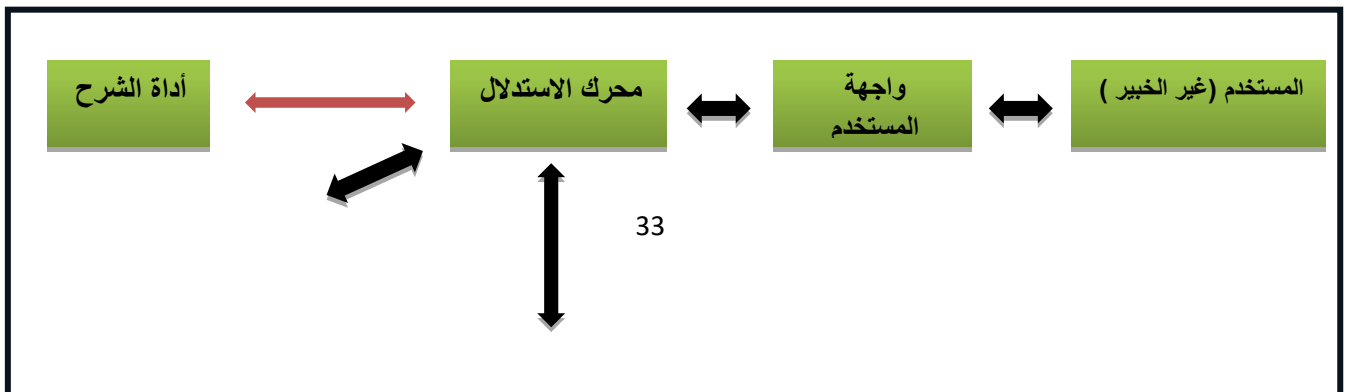 المستخدم (غير الخبير )
واجهة
المستخدم
محرك الاستدلال
أداة الشرح
33